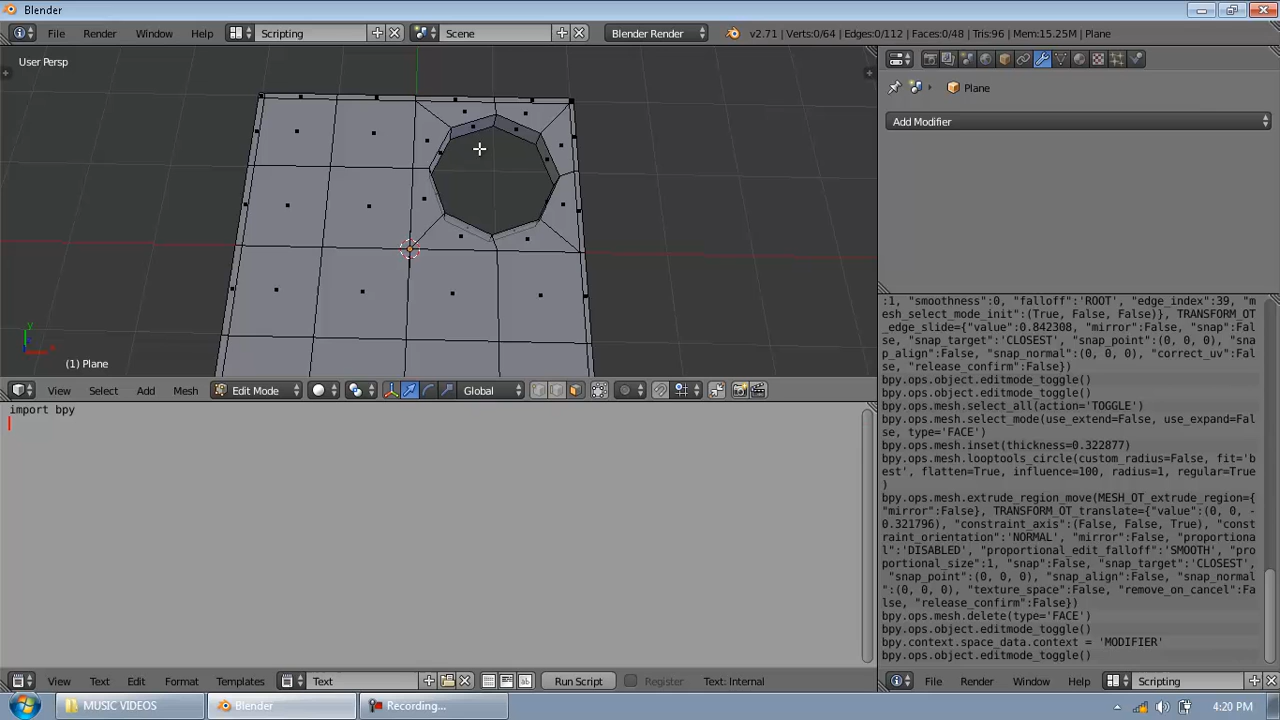 Blender
File Render Window Help Scripting Scene Blender Render v2.71 | Verts:0/64 | Edges:0/112 | Faces:0/48 | Tris:96 | Mem:15.25M | Plane
User Persp
Plane
Add Modifier
y
(1) Plane
View Select Add Mesh Edit Mode Global
import bpy
:1, "smoothness":0, "falloff":'ROOT', "edge_index":39, "m
esh_select_mode_init":(True, False, False)}, TRANSFORM_OT
_edge_slide={"value":0.842308, "mirror":False, "snap":Fal
se, "snap_target":'CLOSEST', "snap_point":(0, 0, 0), "sna
p_align":False, "snap_normal":(0, 0, 0), "correct_uv":Fal
se, "release_confirm":False})
bpy.ops.object.editmode_toggle()
bpy.ops.object.editmode_toggle()
bpy.ops.mesh.select_all(action='TOGGLE')
bpy.ops.mesh.select_mode(use_extend=False, use_expand=Fal
se, type='FACE')
bpy.ops.mesh.inset(thickness=0.322877)
bpy.ops.mesh.looptools_circle(custom_radius=False, fit='b
est', flatten=True, influence=100, radius=1, regular=True
)
bpy.ops.mesh.extrude_region_move(MESH_OT_extrude_region={
"mirror":False}, TRANSFORM_OT_translate={"value":(0, 0, -
0.321796), "constraint_axis":(False, False, True), "const
raint_orientation":'NORMAL', "mirror":False, "proportiona
l":'DISABLED', "proportional_edit_falloff":'SMOOTH', "pro
portional_size":1, "snap":False, "snap_target":'CLOSEST',
"snap_point":(0, 0, 0), "snap_align":False, "snap_normal
":(0, 0, 0), "texture_space":False, "remove_on_cancel":Fa
lse, "release_confirm":False})
bpy.ops.mesh.delete(type='FACE')
bpy.ops.object.editmode_toggle()
bpy.context.space_data.context = 'MODIFIER'
bpy.ops.object.editmode_toggle()
View Text Edit Format Templates Text Run Script Register Text: Internal
File Render Window Help Scripting
MUSIC VIDEOS Blender Recording... 4:20 PM